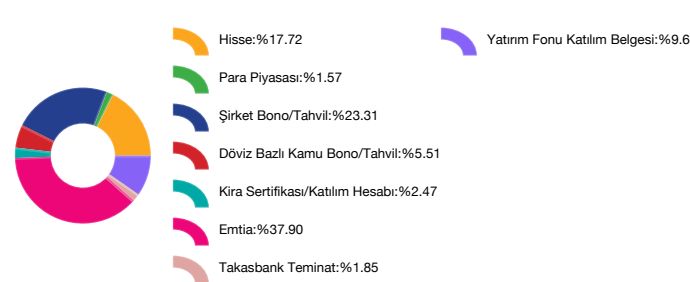 Hisse:%17.72
Para Piyasası:%1.57
Şirket Bono/Tahvil:%23.31
Döviz Bazlı Kamu Bono/Tahvil:%5.51
Kira Sertifikası/Katılım Hesabı:%2.47
Emtia:%37.90
Takasbank Teminat:%1.85
Yatırım Fonu Katılım Belgesi:%9.6